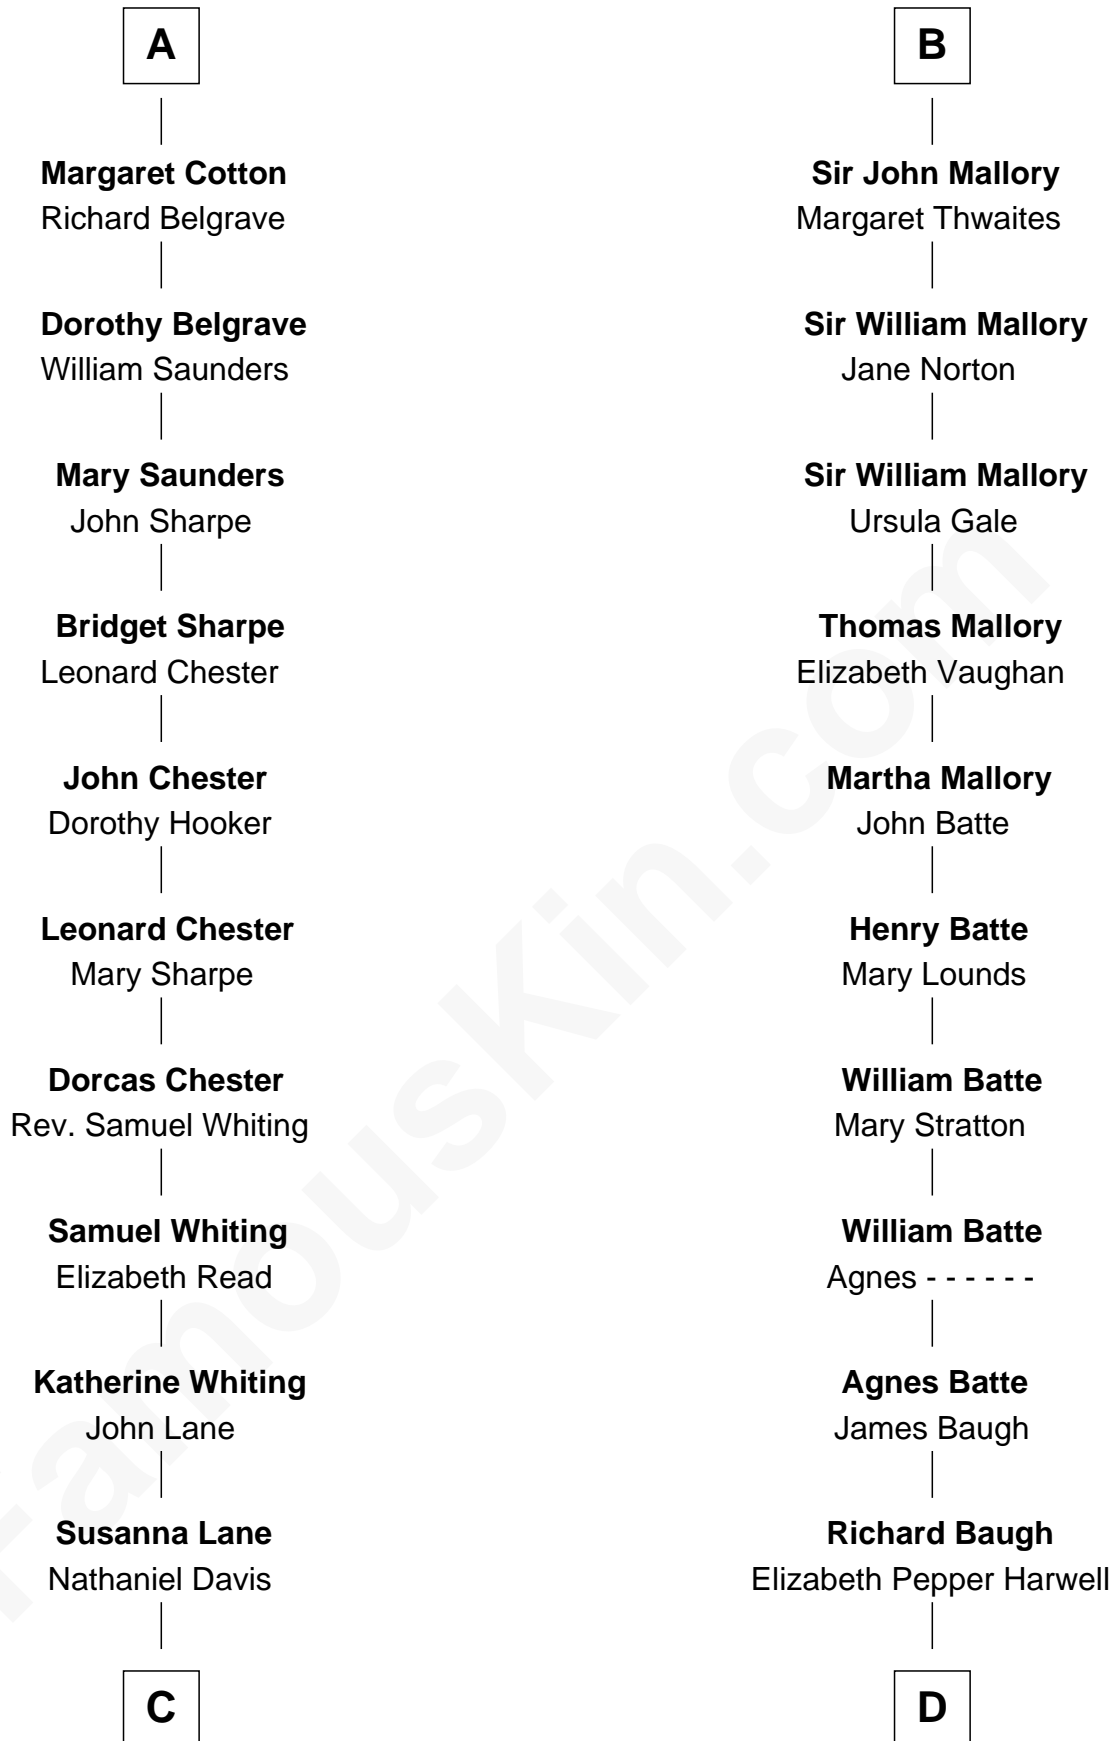 A
Margaret Cotton
Richard Belgrave
Dorothy Belgrave
William Saunders
Mary Saunders
John Sharpe
Bridget Sharpe
Leonard Chester
John Chester
Dorothy Hooker
Leonard Chester
Mary Sharpe
Dorcas Chester
Rev. Samuel Whiting
Samuel Whiting
Elizabeth Read
Katherine Whiting
John Lane
Susanna Lane
Nathaniel Davis
C
B
Sir John Mallory
Margaret Thwaites
Sir William Mallory
Jane Norton
Sir William Mallory
Ursula Gale
Thomas Mallory
Elizabeth Vaughan
Martha Mallory
John Batte
Henry Batte
Mary Lounds
William Batte
Mary Stratton
William Batte
Agnes - - - - - -
Agnes Batte
James Baugh
Richard Baugh
Elizabeth Pepper Harwell
D
FamousKin.com